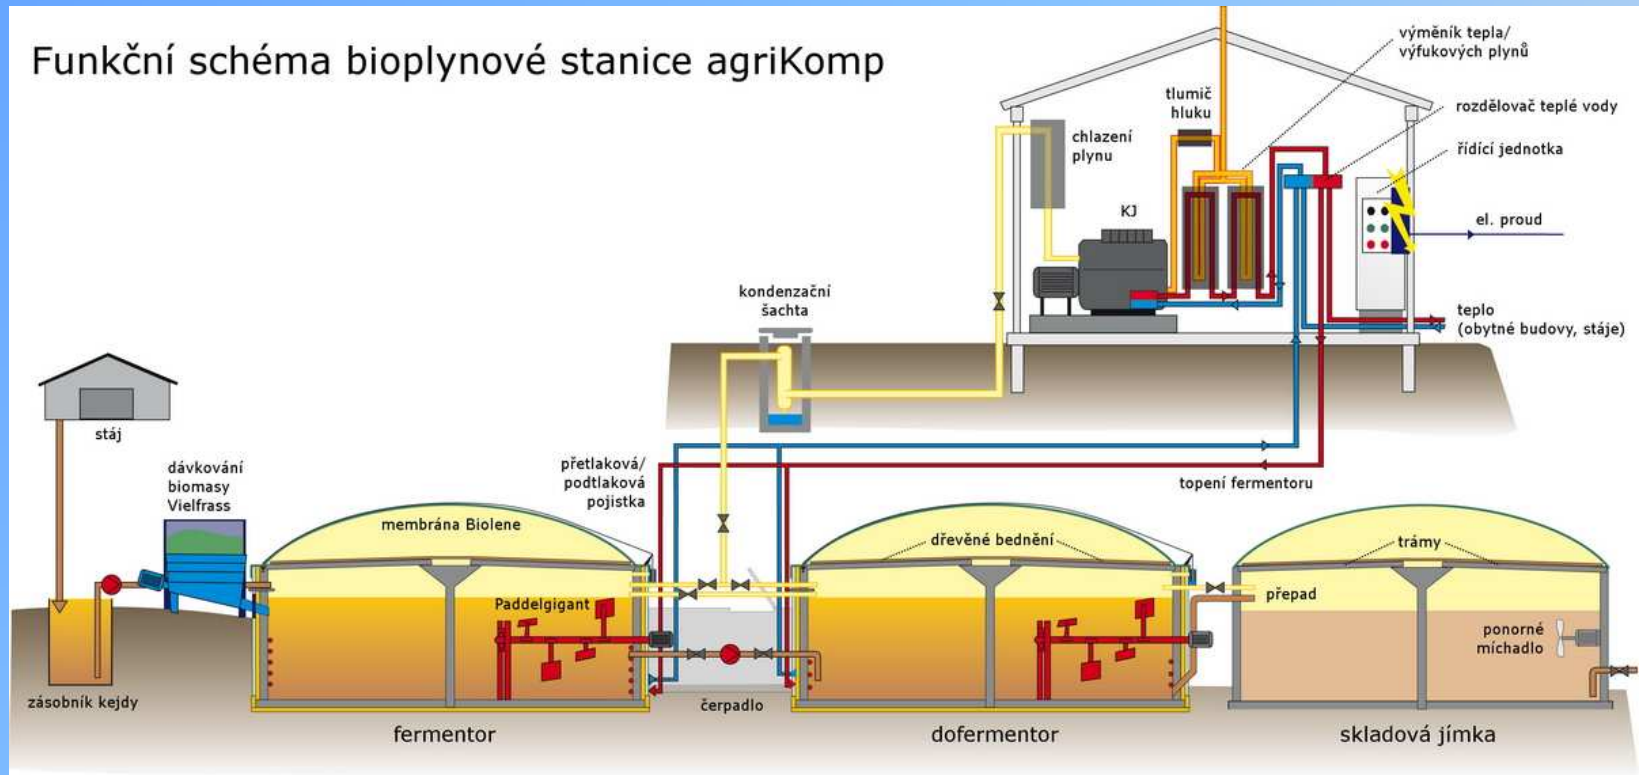 Funkční schéma bioplynové stanice agriKomp
výměník tepla/
výfukových plynů
tlumič
hluku
rozdělovač teplé vody
chlazení
plynu
řídící jednotka
KJ
el. proud
kondenzační
šachta
teplo
(obytné budovy, stáje)
stáj
dávkování
biomasy
Vielfrass
přetlaková/
podtlaková
pojistka
topení fermentoru
membrána Biolene
dřevěné bednění
trámy
Paddelgigant
přepad
ponorné
míchadlo
zásobník kejdy
čerpadlo
fermentor
dofermentor
skladová jímka